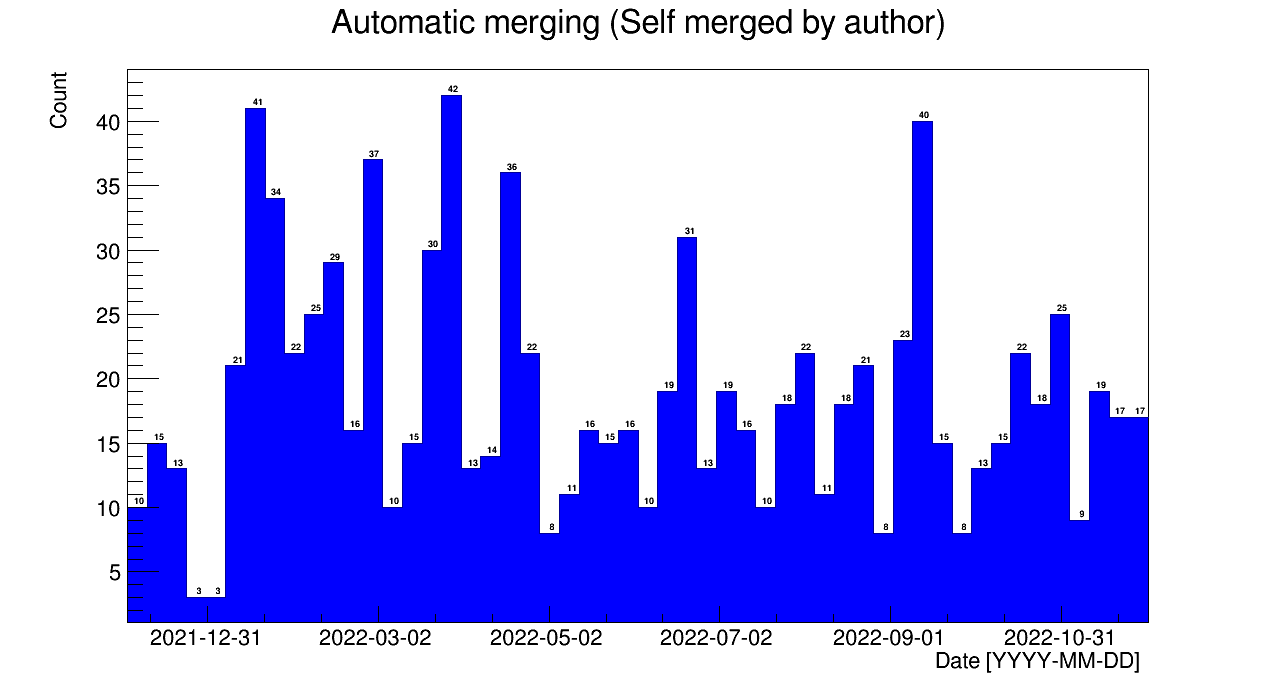 Automatic merging (Self merged by author)
Count
40
35
30
25
20
15
10
5
10 15 13 3 3 21 41 34 22 25 29 16 37 10 15 30 42 13 14 36 22 8 11 16 15 16 10 19 31 13 19 16 10 18 22 11 18 21 8 23 40 15 8 13 15 22 18 25 9 19 17 17
2021-12-31 2022-03-02 2022-05-02 2022-07-02 2022-09-01 2022-10-31
Date [YYYY-MM-DD]